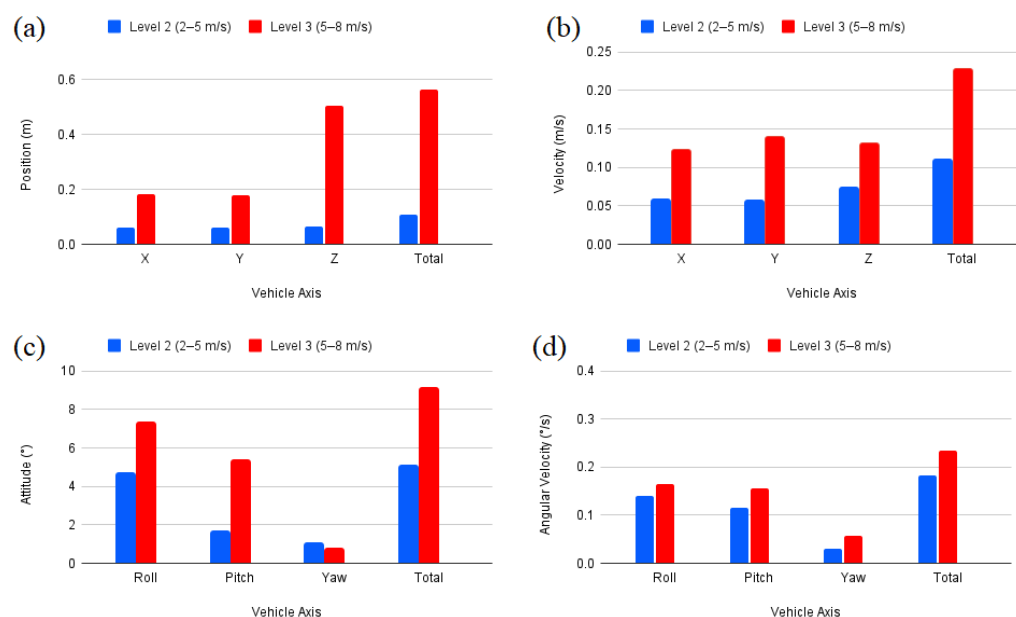 (a)
Level 2 (2–5 m/s) Level 3 (5–8 m/s)
Position (m)
0.6
0.4
0.2
0.0
X Y Z Total
Vehicle Axis
(b)
Level 2 (2–5 m/s) Level 3 (5–8 m/s)
Velocity (m/s)
0.25
0.20
0.15
0.10
0.05
0.00
X Y Z Total
Vehicle Axis
(c)
Level 2 (2–5 m/s) Level 3 (5–8 m/s)
Attitude (°)
10
8
6
4
2
0
Roll Pitch Yaw Total
Vehicle Axis
(d)
Level 2 (2–5 m/s) Level 3 (5–8 m/s)
Angular Velocity (°/s)
0.4
0.3
0.2
0.1
0.0
Roll Pitch Yaw Total
Vehicle Axis